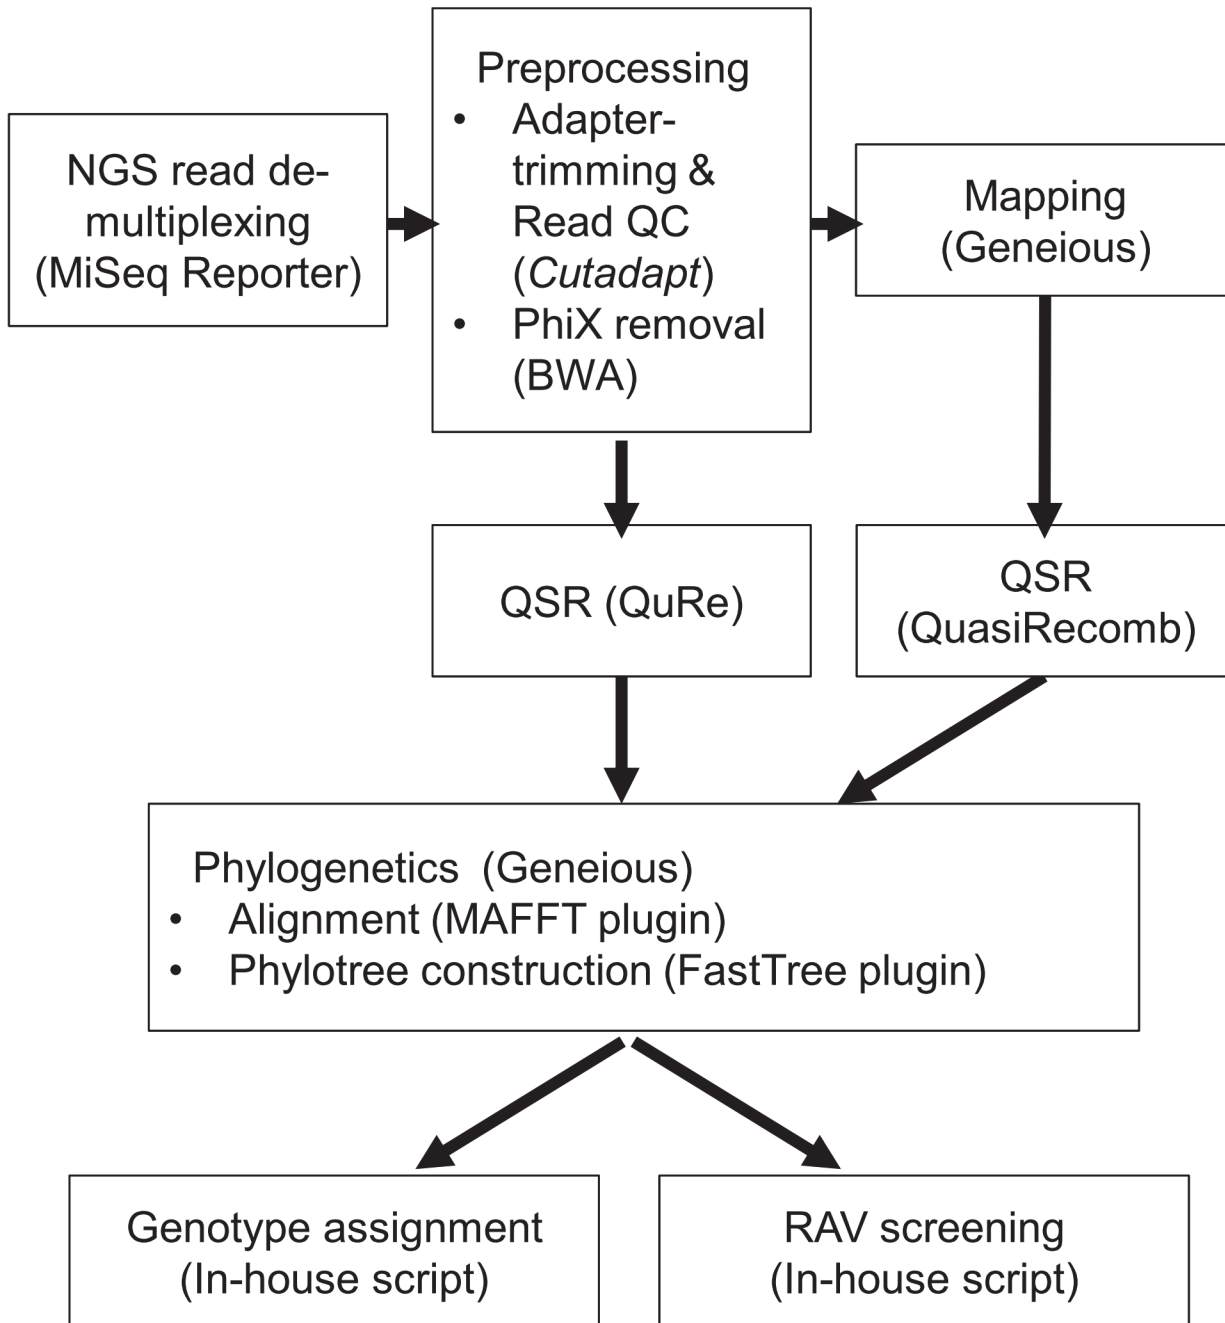 NGS read de-
multiplexing
(MiSeq Reporter)
Preprocessing
• Adapter-
trimming &
Read QC
(Cutadapt)
• PhiX removal
(BWA)
Mapping
(Geneious)
QSR (QuRe)
QSR
(QuasiRecomb)
Phylogenetics (Geneious)
• Alignment (MAFFT plugin)
• Phylotree construction (FastTree plugin)
Genotype assignment
(In-house script)
RAV screening
(In-house script)